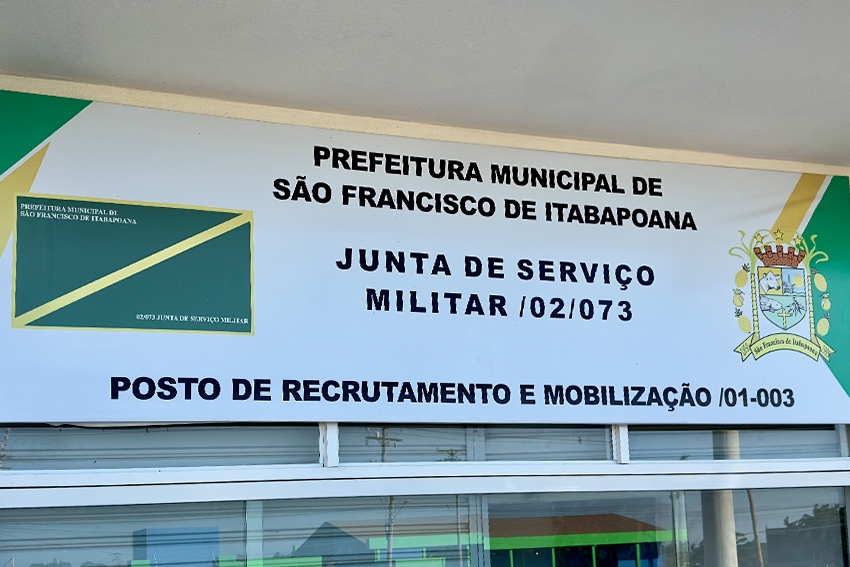 PREFEITURA MUNICIPAL DE
SÃO FRANCISCO DE ITABAPOANA
JUNTA DE SERVIÇO
MILITAR /02/073
POSTO DE RECRUTAMENTO E MOBILIZAÇÃO /01-003
PREFEITURA MUNICIPAL DE
SÃO FRANCISCO DE ITABAPOANA
02/073 JUNTA DE SERVIÇO MILITAR
São Francisco de Itabapoana